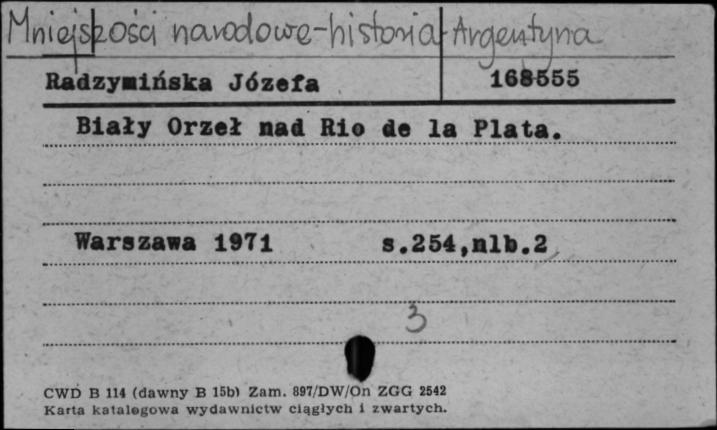 Mniejszości narodowe-historia-Argentyna
Radzymińska Józefa 168555
Biały Orzeł nad Rio de la Plata.
Warszawa 1971 s.254,nlb.2
3
CWD B 114 (dawny B 15b) Zam. 897/DW/On ZGG 2542
Karta katalogowa wydawnictw ciągłych i zwartych.